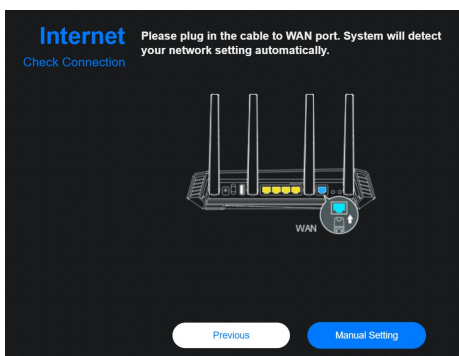 Internet
Check Connection
Please plug in the cable to WAN port. System will detect
your network setting automatically.
WAN
Previous
Manual Setting